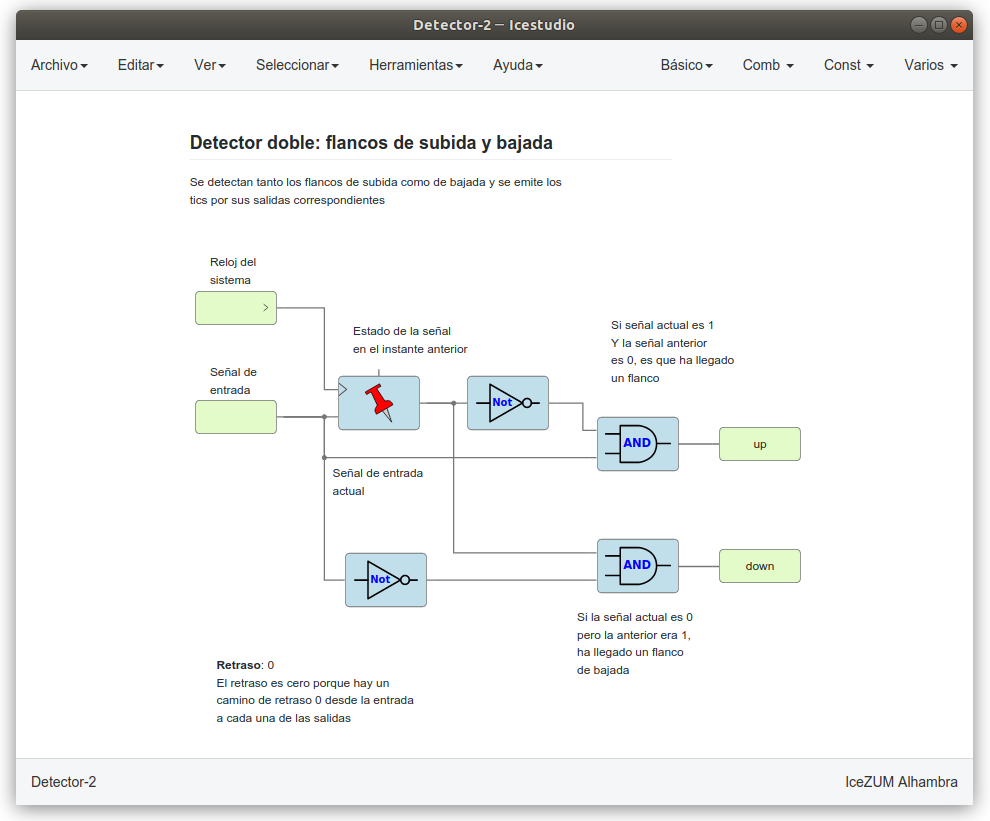 Detector-2 — Icestudio
Archivo Editar Ver Seleccionar Herramientas Ayuda Básico Comb Const Varios
Detector doble: flancos de subida y bajada
Se detectan tanto los flancos de subida como de bajada y se emite los
tics por sus salidas correspondientes
Reloj del
sistema
Estado de la señal
en el instante anterior
Si señal actual es 1
Y la señal anterior
es 0, es que ha llegado
un flanco
Señal de
entrada
Not
AND
up
Señal de entrada
actual
Not
AND
down
Si la señal actual es 0
pero la anterior era 1,
ha llegado un flanco
de bajada
Retraso: 0
El retraso es cero porque hay un
camino de retraso 0 desde la entrada
a cada una de las salidas
Detector-2 IceZUM Alhambra